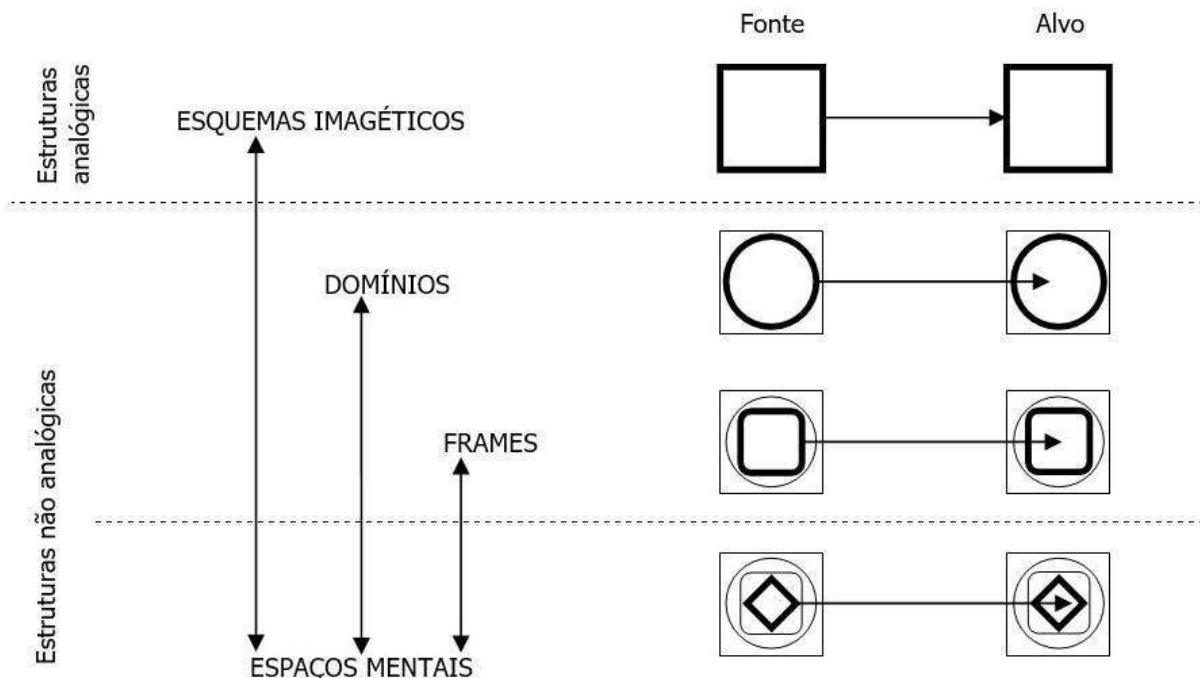 Fonte
Alvo
Estruturas
analógicas
ESQUEMAS IMAGÉTICOS
DOMÍNIOS
FRAMES
Estruturas não analógicas
ESPAÇOS MENTAIS